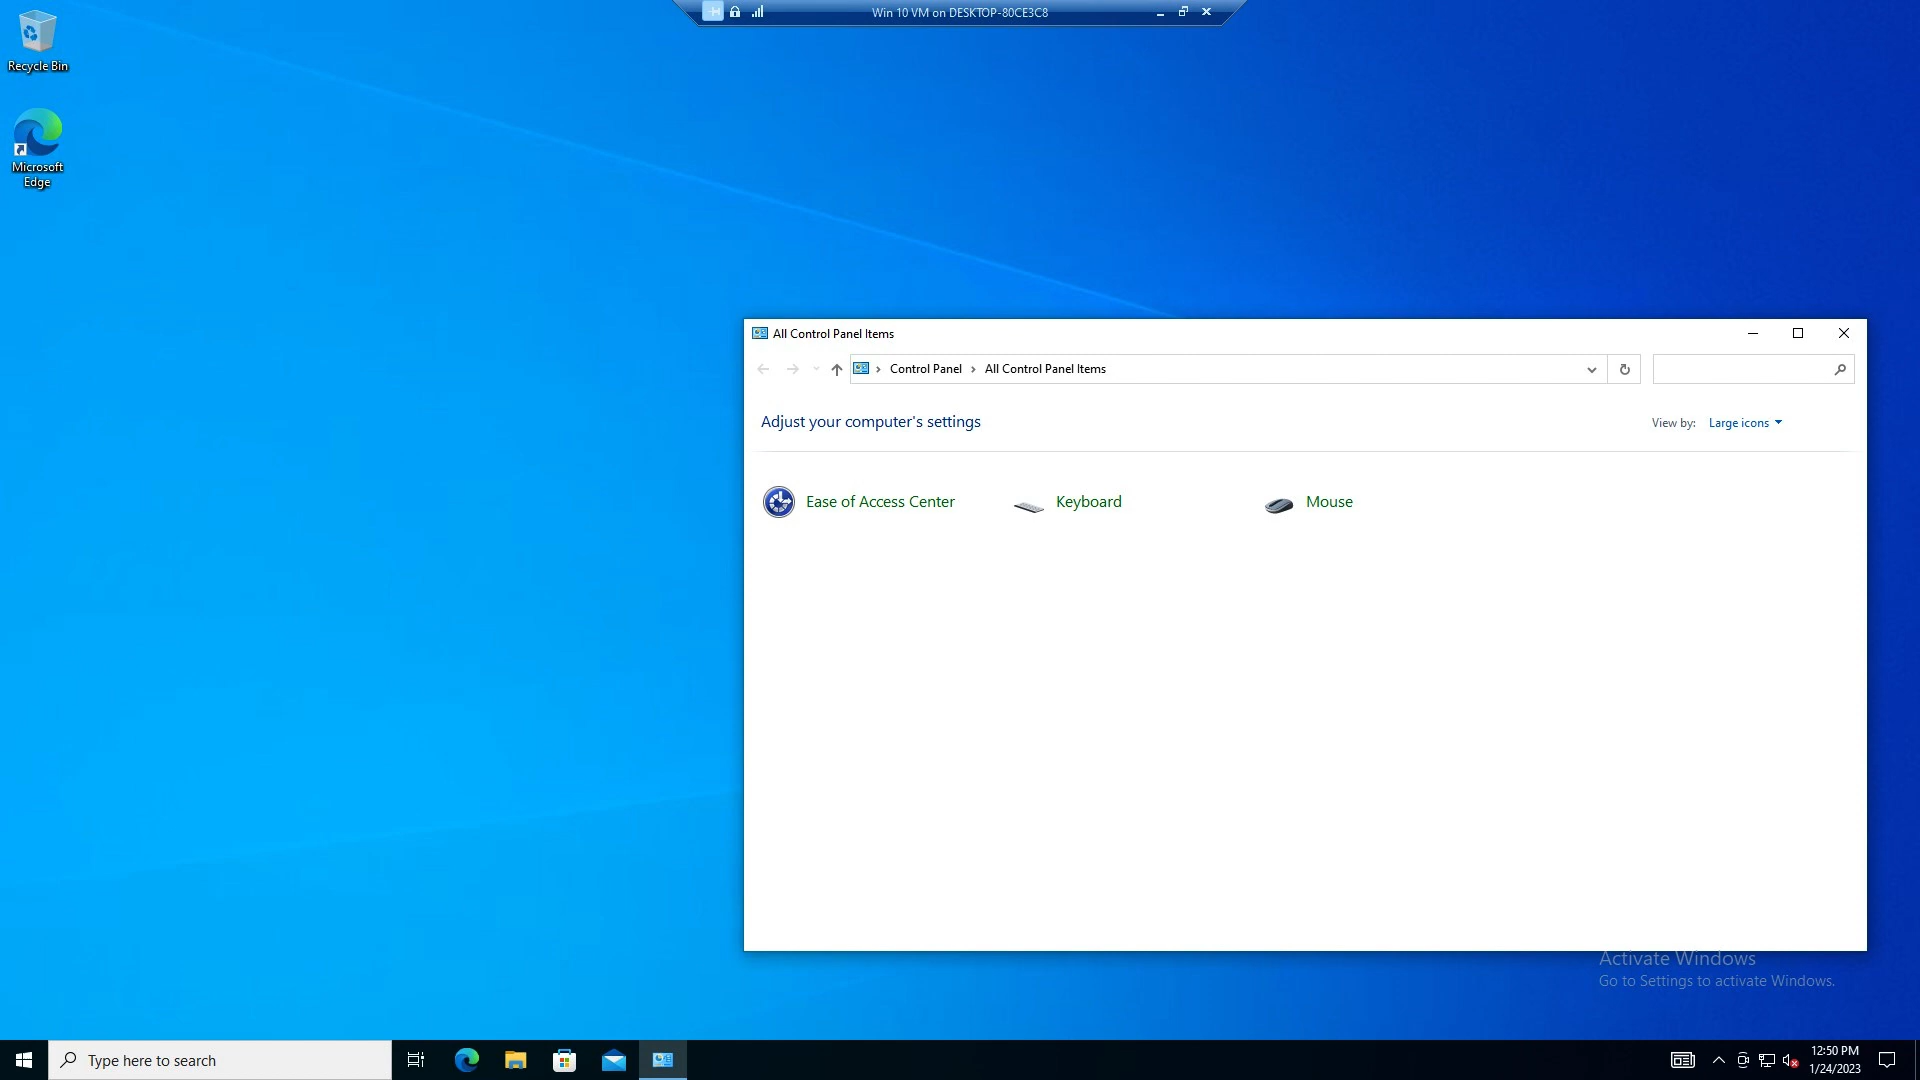 Win 10 VM on DESKTOP-80CE3C8
Recycle Bin
Microsoft
Edge
All Control Panel Items
Control Panel
All Control Panel Items
Adjust your computer's settings
View by:
Large icons
Ease of Access Center
Keyboard
Mouse
Activate Windows
Go to Settings to activate Windows.
Type here to search
12:50 PM
1/24/2023